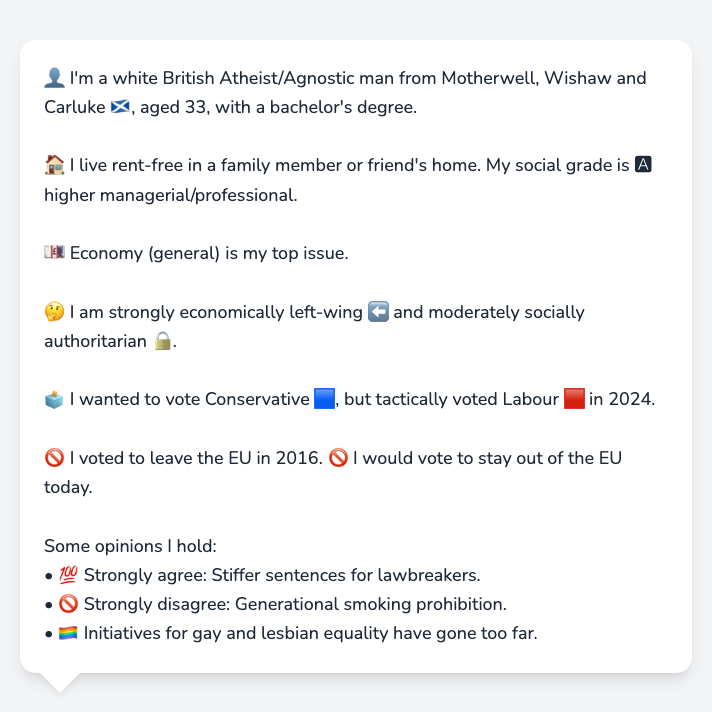 👤 I'm a white British Atheist/Agnostic man from Motherwell, Wishaw and
Carluke 🏴󠁧󠁢󠁳󠁣󠁴󠁿, aged 33, with a bachelor's degree.
🏠 I live rent-free in a family member or friend's home. My social grade is 🅰
higher managerial/professional.
💷 Economy (general) is my top issue.
🤔 I am strongly economically left-wing ⬅️ and moderately socially
authoritarian 🔒.
🗳️ I wanted to vote Conservative 🟦, but tactically voted Labour 🟥 in 2024.
🚫 I voted to leave the EU in 2016. 🚫 I would vote to stay out of the EU
today.
Some opinions I hold:
• 💯 Strongly agree: Stiffer sentences for lawbreakers.
• 🚫 Strongly disagree: Generational smoking prohibition.
• 🏳️‍🌈 Initiatives for gay and lesbian equality have gone too far.